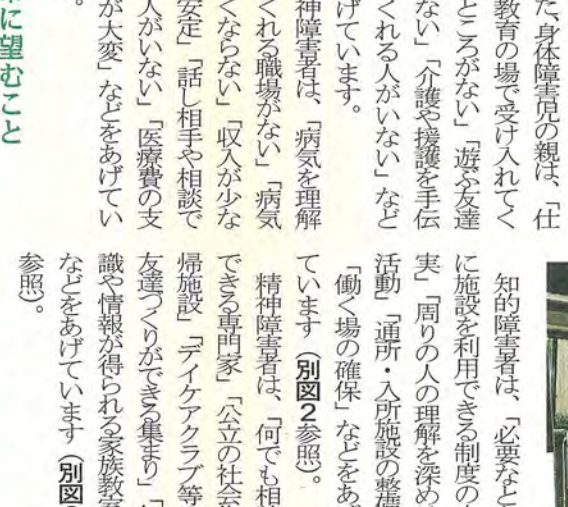 た、身体障害児の親は、「仕
教育の場で受け入れてく
ところがない」「遊ぶ友達
ない」「介護や援護を手伝
くれる人がいない」など
げています。
神障害者は、「病気を理解
くれる職場がない」「病気
くならない」「収入が少な
安定」「話し相手や相談で
人がいない」「医療費の支
が大変」などをあげてい
。
に望むこと
知的障害者は、「必要なと
に施設を利用できる制度の
実」「周りの人の理解を深め
活動」「通所・入所施設の整備
「働く場の確保」などをあ
ています(別図2参照)。
精神障害者は、「何でも相
できる専門家」「公立の社会
帰施設」「デイケアクラブ等
友達づくりができる集まり」「
識や情報が得られる家族教室
などをあげています(別図
参照)。